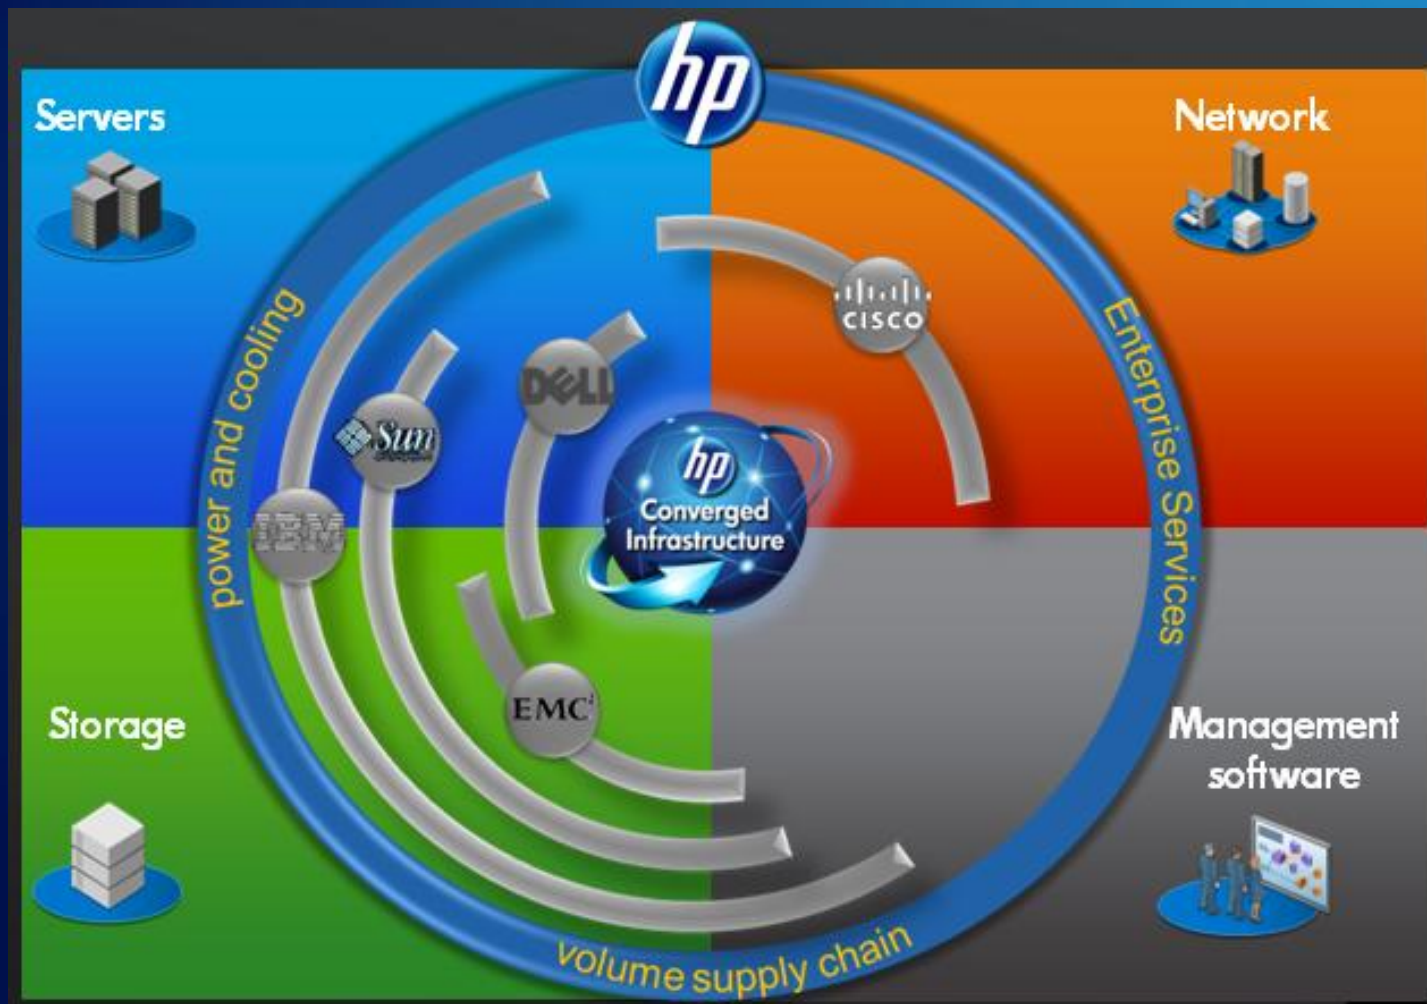 hp
Servers
Network
CISCO
power and cooling
Enterprise Services
DELL
Sun
hp
Converged
Infrastructure
IBM
EMC²
Storage
Management
software
volume supply chain